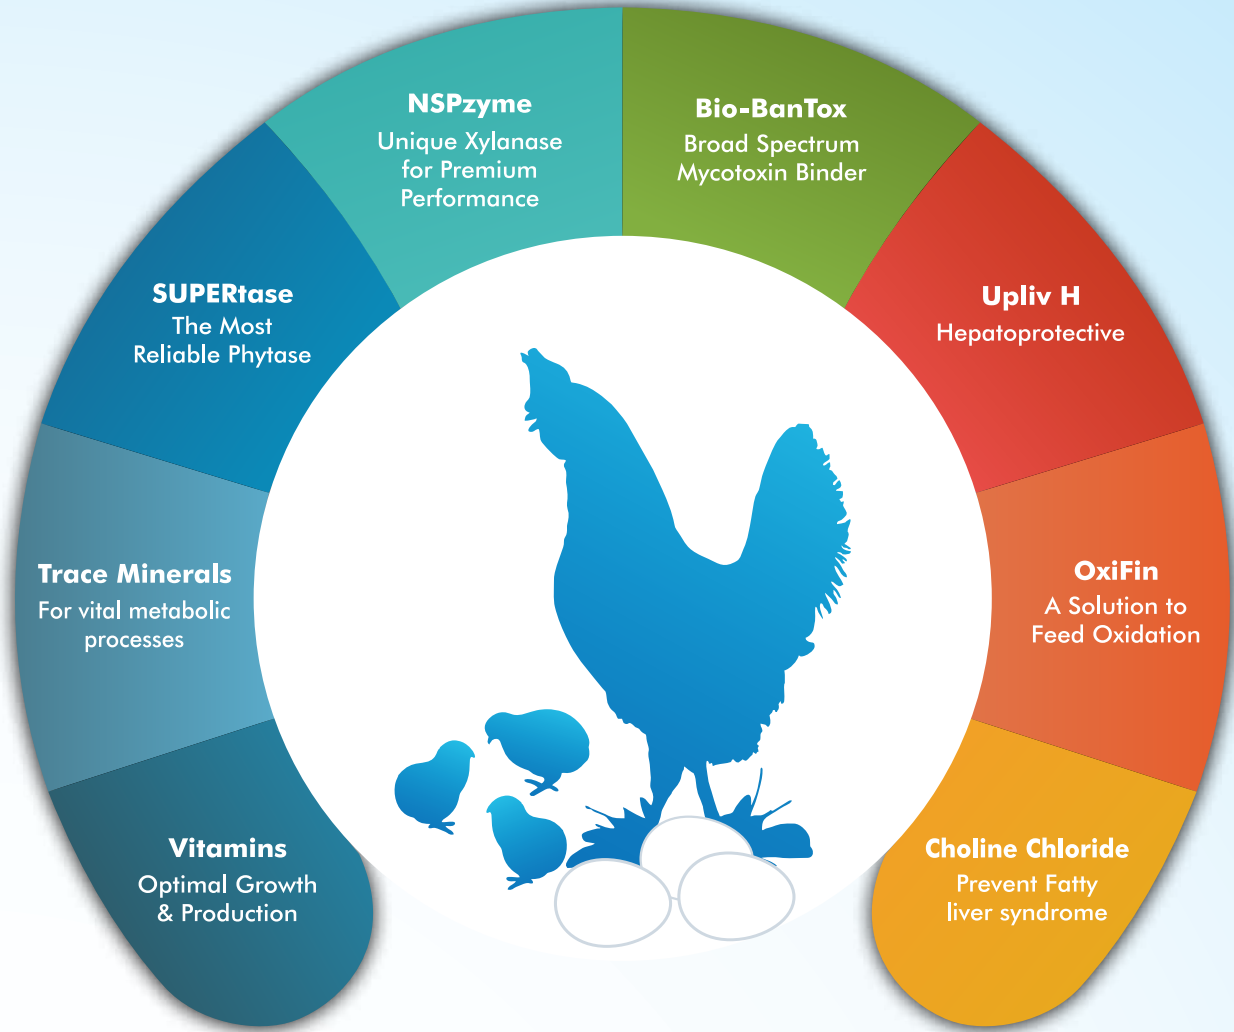 NSPzyme
Unique Xylanase
for Premium
Performance
Bio-BanTox
Broad Spectrum
Mycotoxin Binder
SUPERtase
The Most
Reliable Phytase
Upliv H
Hepatoprotective
Trace Minerals
For vital metabolic
processes
OxiFin
A Solution to
Feed Oxidation
Vitamins
Optimal Growth
& Production
Choline Chloride
Prevent Fatty
liver syndrome